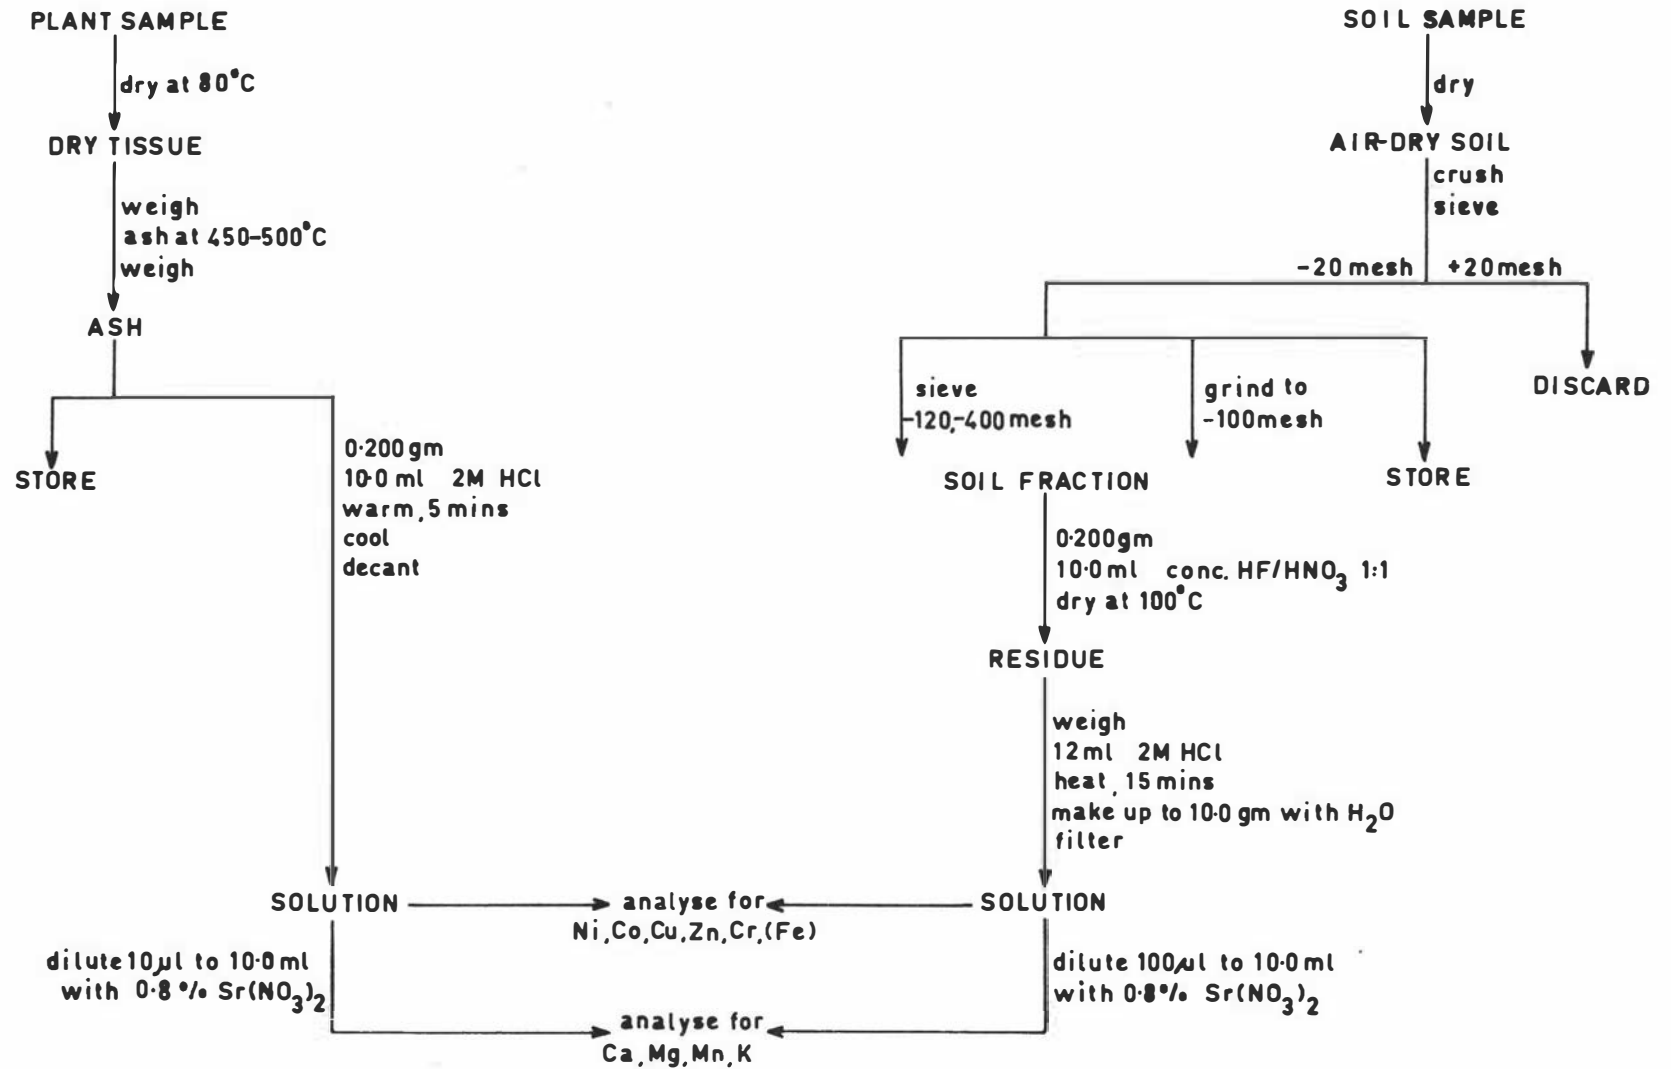 PLANT SAMPLE
dry at 80°C
DRY TISSUE
weigh
ash at 450-500°C
weigh
ASH
STORE
0·200 gm
10·0 ml 2M HCl
warm, 5 mins
cool
decant
SOLUTION
dilute 10µl to 10·0 ml
with 0·8 % Sr(NO3)2
SOIL SAMPLE
dry
AIR-DRY SOIL
crush
sieve
-20 mesh
+20 mesh
sieve
-120,-400 mesh
grind to
-100 mesh
DISCARD
SOIL FRACTION
STORE
0·200 gm
10·0 ml conc. HF/HNO3 1:1
dry at 100°C
RESIDUE
weigh
12 ml 2M HCl
heat, 15 mins
make up to 10·0 gm with H2O
filter
SOLUTION
dilute 100µl to 10·0 ml
with 0·8% Sr(NO3)2
analyse for
Ni,Co,Cu,Zn,Cr,(Fe)
analyse for
Ca,Mg,Mn,K